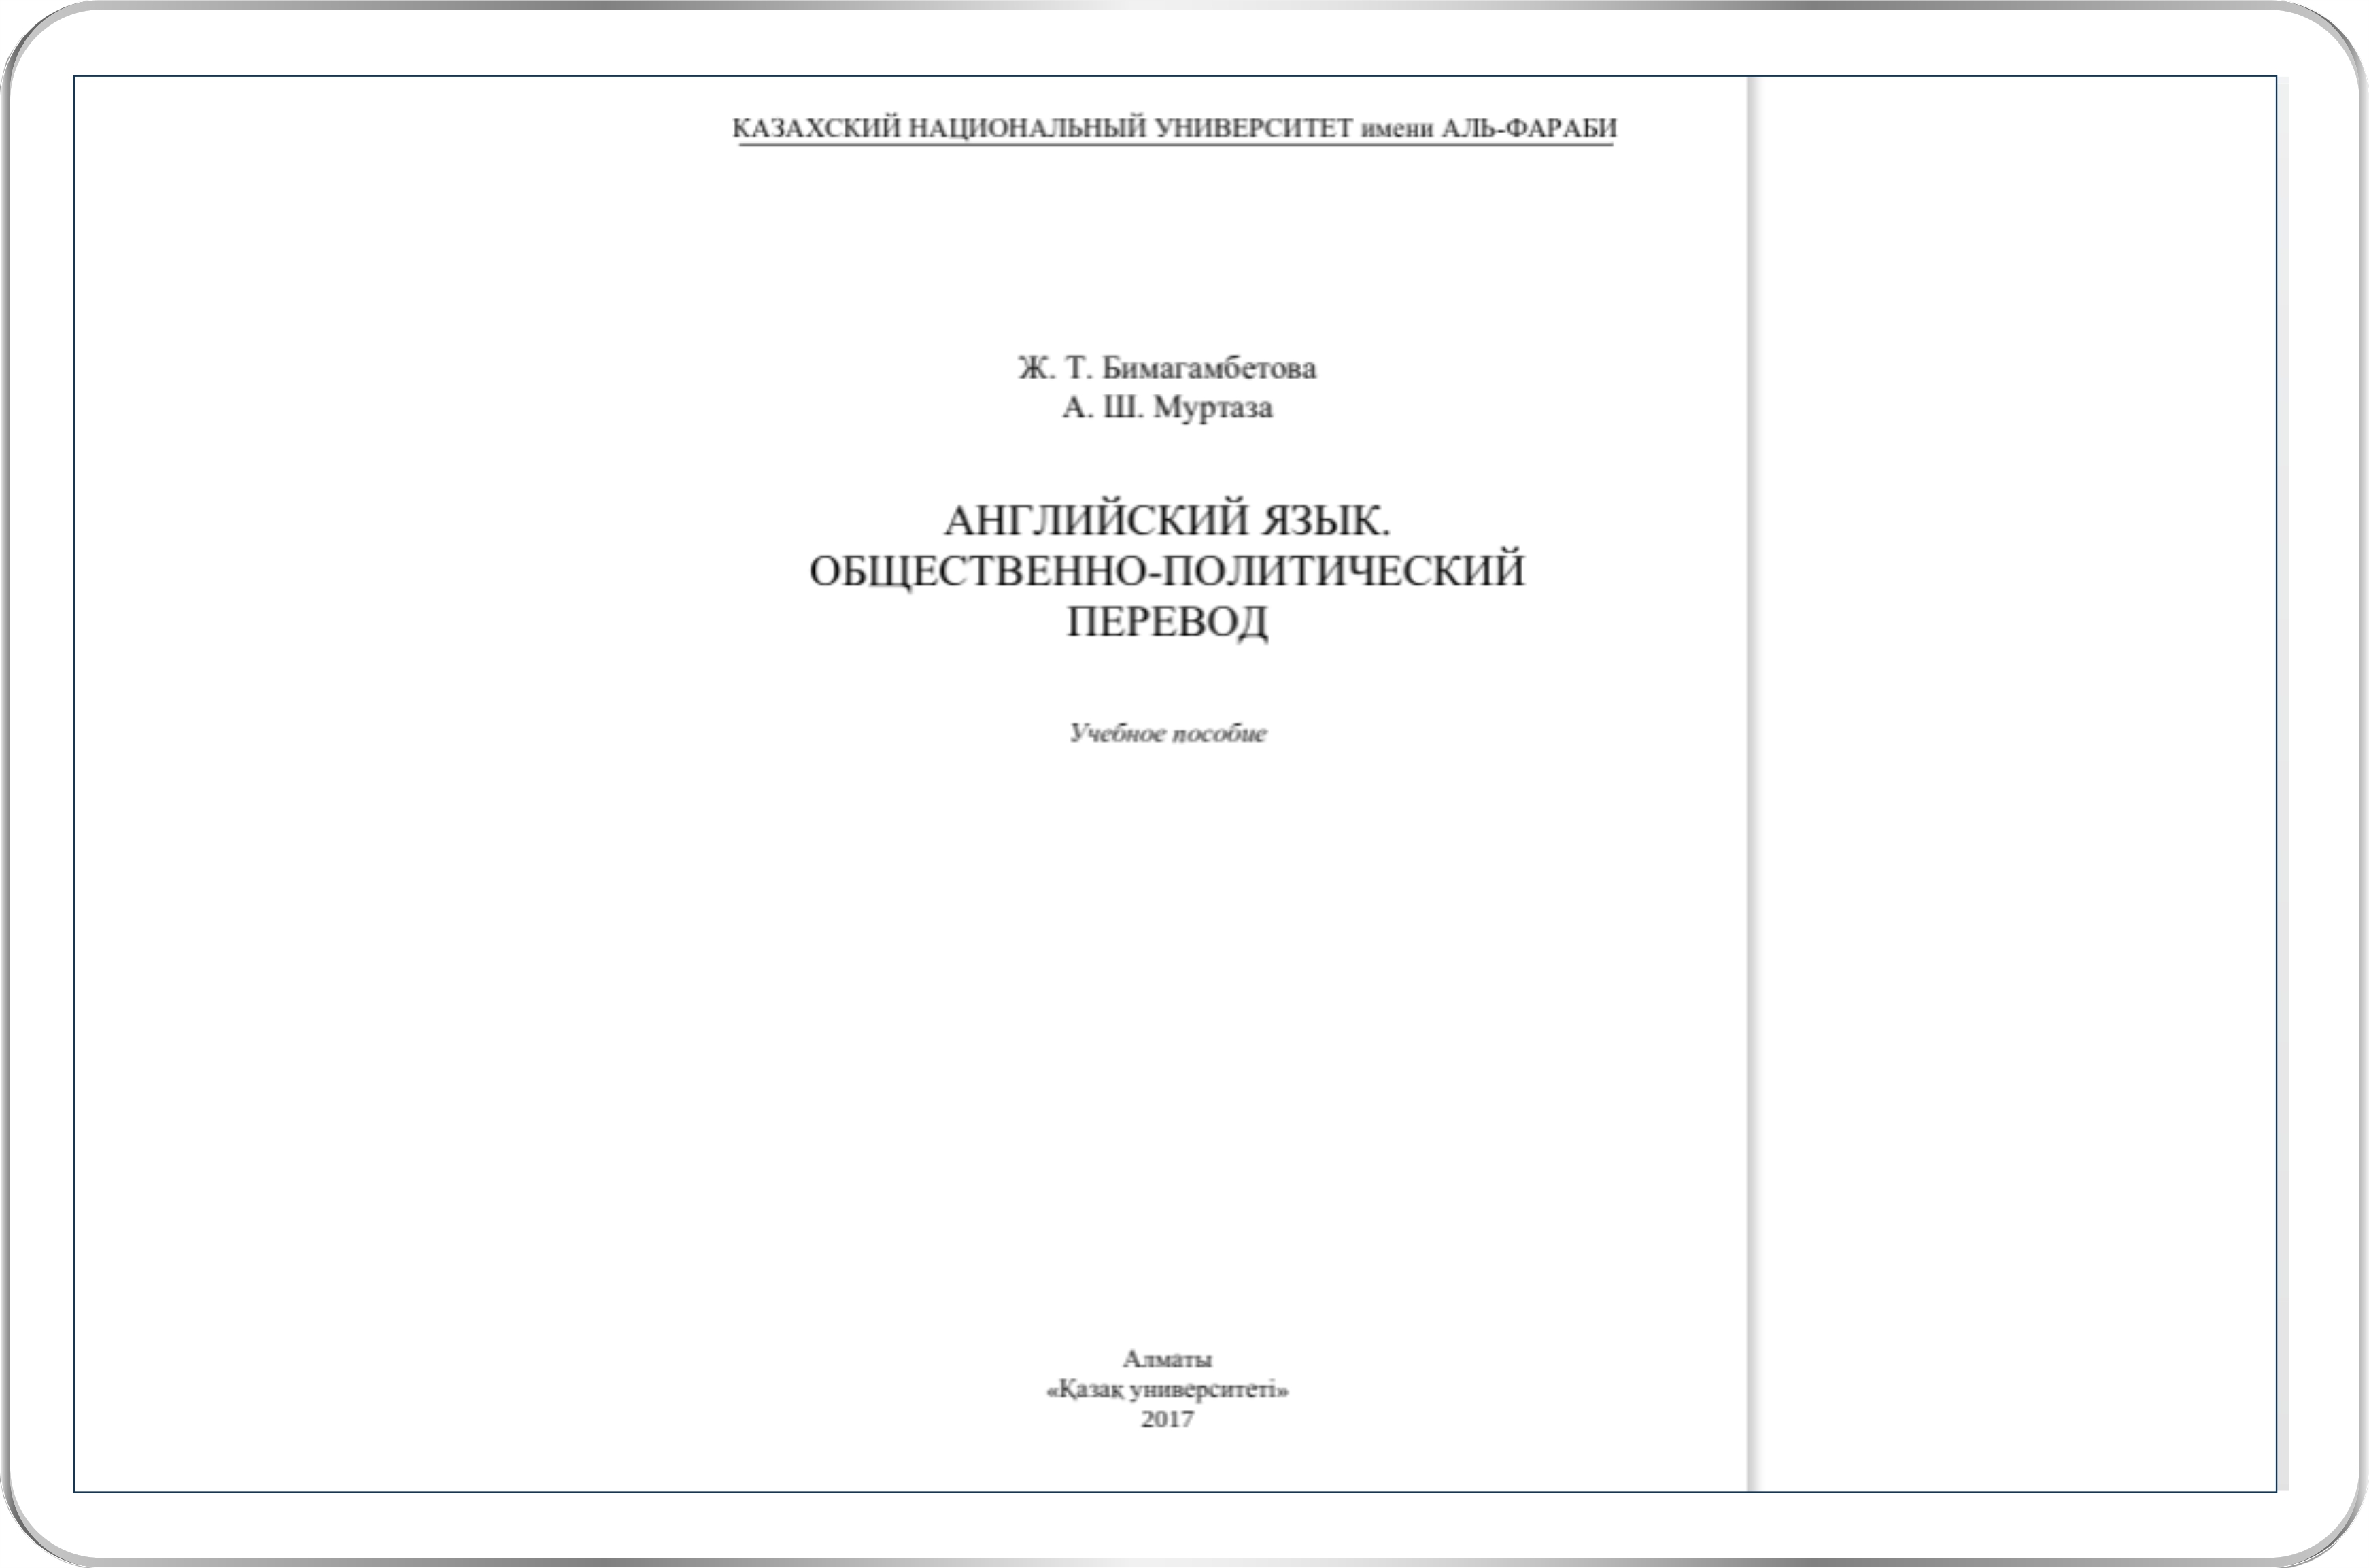 КАЗАХСКИЙ НАЦИОНАЛЬНЫЙ УНИВЕРСИТЕТ имени АЛЬ-ФАРАБИ
Ж. Т. Бимагамбетова
А. Ш. Муртаза
АНГЛИЙСКИЙ ЯЗЫК.
ОБЩЕСТВЕННО-ПОЛИТИЧЕСКИЙ
ПЕРЕВОД
Учебное пособие
Алматы
«Қазақ университеті»
2017